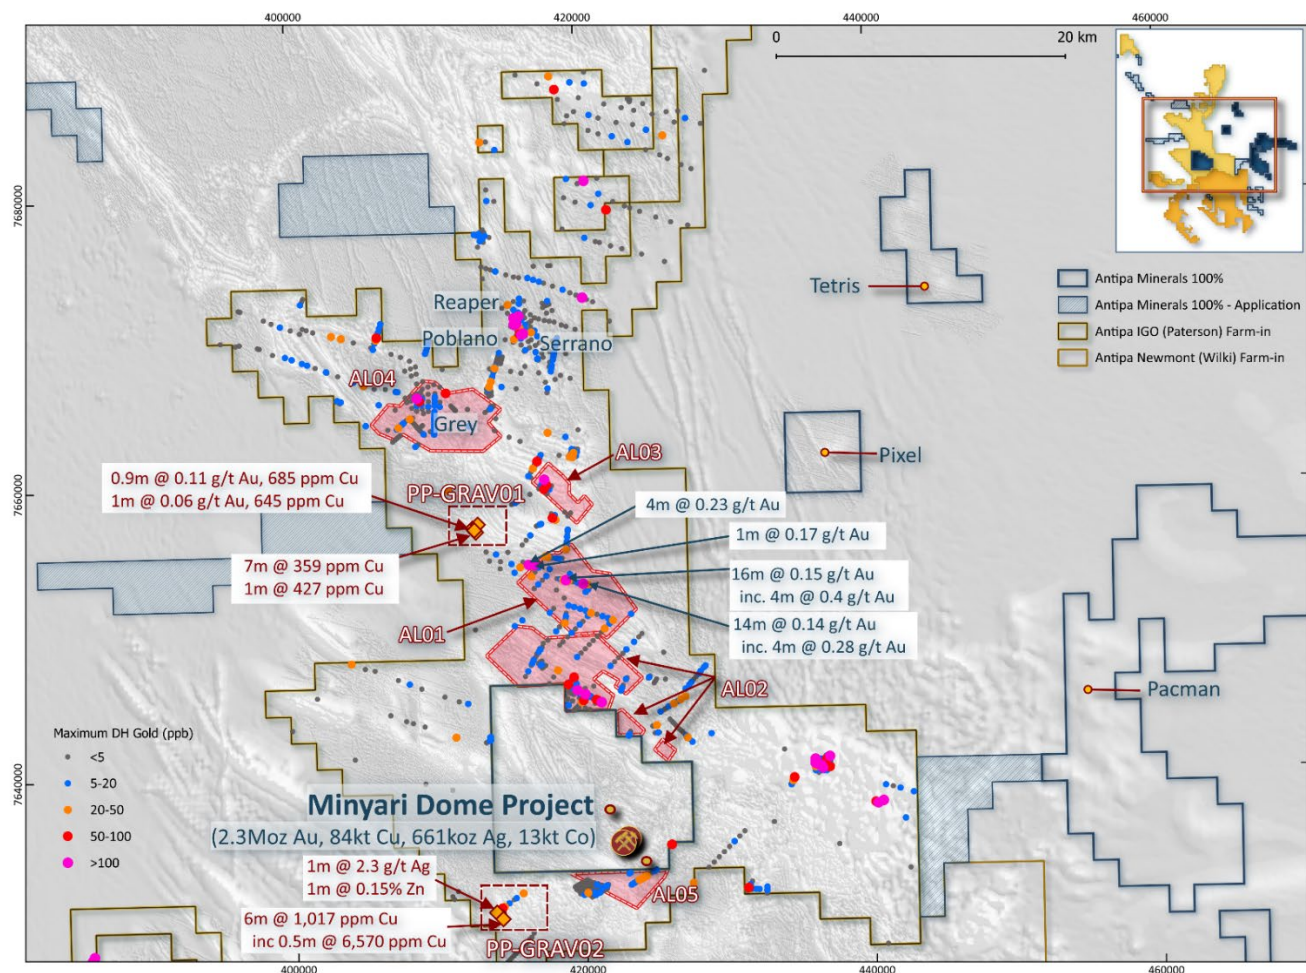 400000
420000
440000
460000
0
20 km
7680000
7660000
7640000
Antipa Minerals 100%
Antipa Minerals 100% - Application
Antipa IGO (Paterson) Farm-in
Antipa Newmont (Wilki) Farm-in
Tetris
Reaper
Poblano
Serrano
AL04
Grey
Pixel
AL03
0.9m @ 0.11 g/t Au, 685 ppm Cu
1m @ 0.06 g/t Au, 645 ppm Cu
PP-GRAV01
7m @ 359 ppm Cu
1m @ 427 ppm Cu
4m @ 0.23 g/t Au
1m @ 0.17 g/t Au
16m @ 0.15 g/t Au
inc. 4m @ 0.4 g/t Au
14m @ 0.14 g/t Au
inc. 4m @ 0.28 g/t Au
AL01
AL02
Pacman
Maximum DH Gold (ppb)
<5
5-20
20-50
50-100
>100
Minyari Dome Project
(2.3Moz Au, 84kt Cu, 661koz Ag, 13kt Co)
1m @ 2.3 g/t Ag
1m @ 0.15% Zn
6m @ 1,017 ppm Cu
inc 0.5m @ 6,570 ppm Cu
AL05
PP-GRAV02
400000
420000
440000
460000